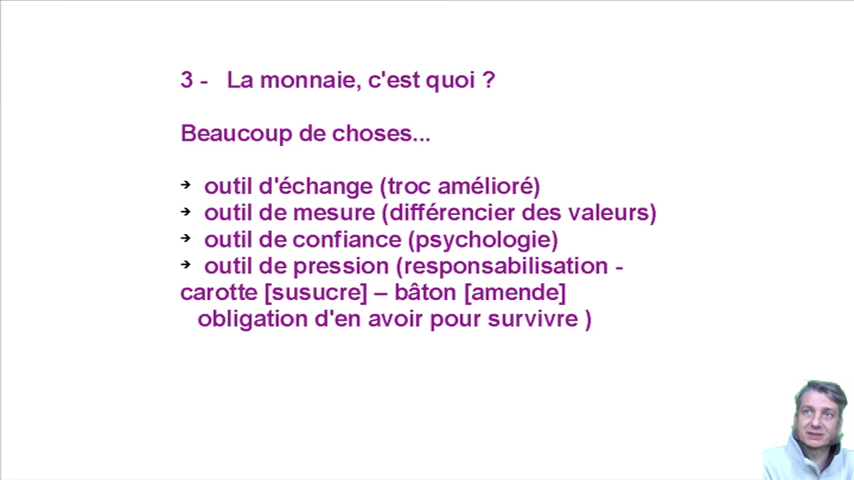 3 - La monnaie, c'est quoi ?
Beaucoup de choses...
➔ outil d'échange (troc amélioré)
➔ outil de mesure (différencier des valeurs)
➔ outil de confiance (psychologie)
➔ outil de pression (responsabilisation -
carotte [susucre] – bâton [amende]
obligation d'en avoir pour survivre )